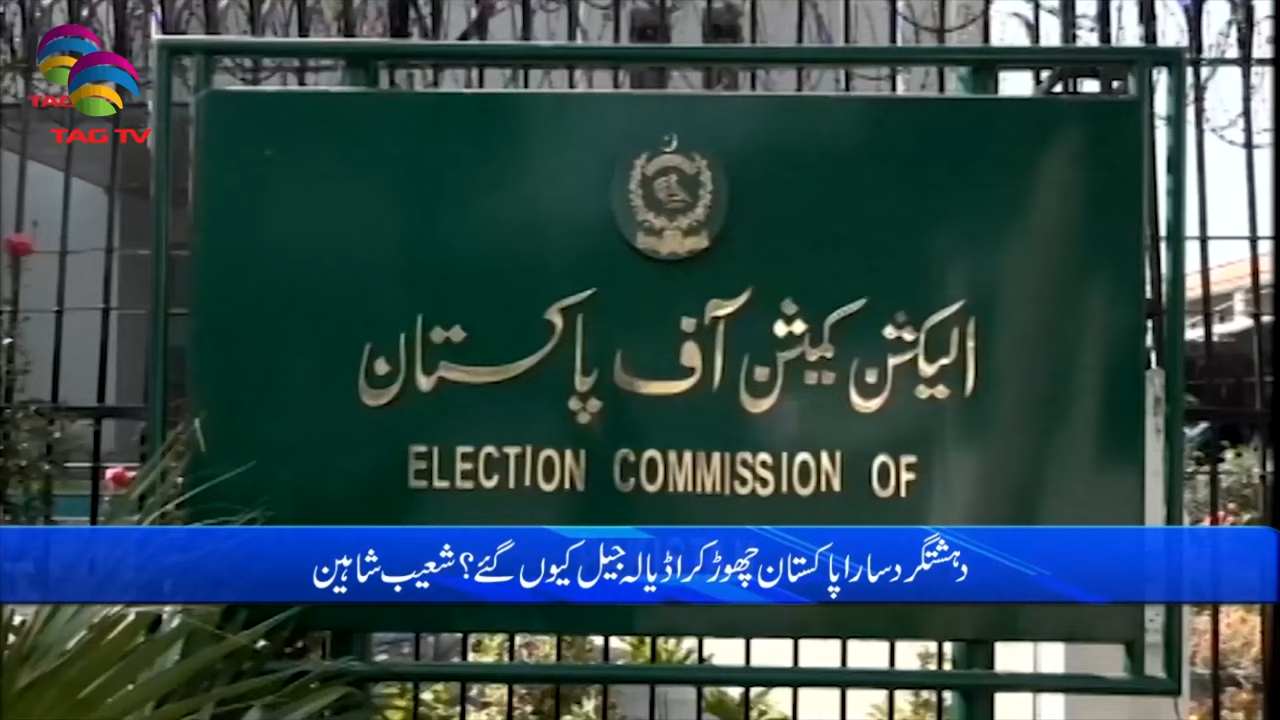 TAG
TAG TV
الیکشن کمیشن آف پاکستان
ELECTION COMMISSION OF
دہشتگرد سارا پاکستان چھوڑ کر اڈیالہ جیل کیوں گئے؟ شعیب شاہین